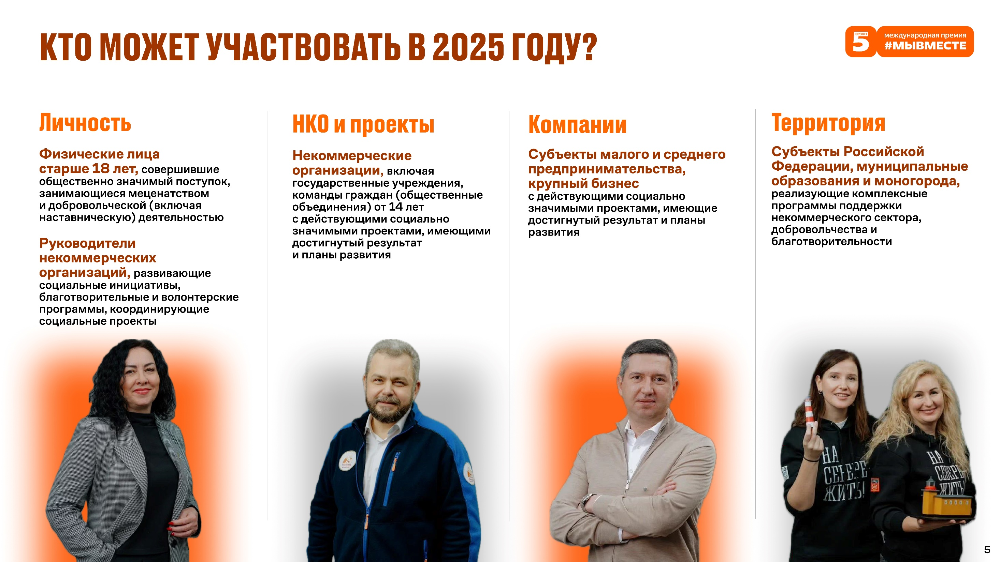 КТО МОЖЕТ УЧАСТВОВАТЬ В 2025 ГОДУ?
сезон
5
международная премия
#МЫВМЕСТЕ
Личность
Физические лица
старше 18 лет, совершившие
общественно значимый поступок,
занимающиеся меценатством
и добровольческой (включая
наставническую) деятельностью
Руководители
некоммерческих
организаций, развивающие
социальные инициативы,
благотворительные и волонтерские
программы, координирующие
социальные проекты
НКО и проекты
Некоммерческие
организации, включая
государственные учреждения,
команды граждан (общественные
объединения) от 14 лет
с действующими социально
значимыми проектами, имеющими
достигнутый результат
и планы развития
Компании
Субъекты малого и среднего
предпринимательства,
крупный бизнес
с действующими социально
значимыми проектами, имеющие
достигнутый результат и планы
развития
Территория
Субъекты Российской
Федерации, муниципальные
образования и моногорода,
реализующие комплексные
программы поддержки
некоммерческого сектора,
добровольчества и
благотворительности
НА
СЕВЕРЕ
ЖИТЬ!
НА
СЕВЕРЕ
ЖИТЬ
5